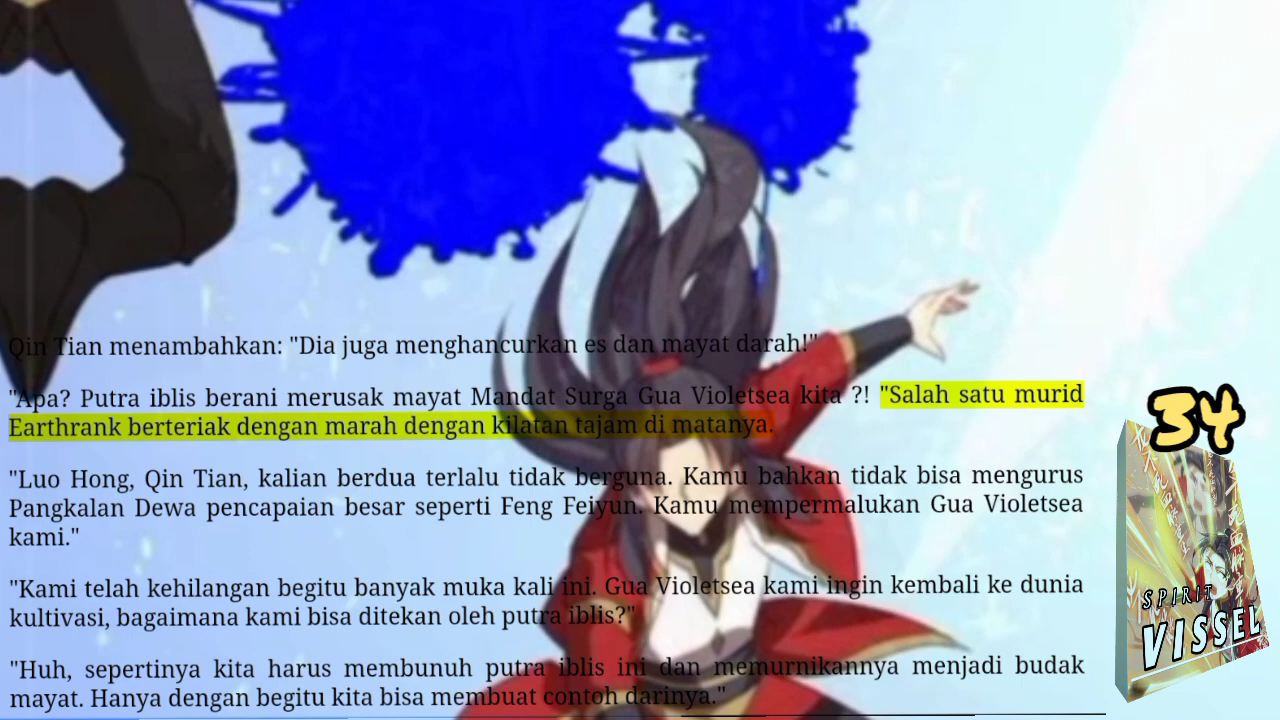 Qin Tian menambahkan: "Dia juga menghancurkan es dan mayat darah!"
"Apa? Putra iblis berani merusak mayat Mandat Surga Gua Violetsea kita ?! "Salah satu murid
Earthrank berteriak dengan marah dengan kilatan tajam di matanya.
"Luo Hong, Qin Tian, kalian berdua terlalu tidak berguna. Kamu bahkan tidak bisa mengurus
Pangkalan Dewa pencapaian besar seperti Feng Feiyun. Kamu mempermalukan Gua Violetsea
kami."
"Kami telah kehilangan begitu banyak muka kali ini. Gua Violetsea kami ingin kembali ke dunia
kultivasi, bagaimana kami bisa ditekan oleh putra iblis?"
"Huh, sepertinya kita harus membunuh putra iblis ini dan memurnikannya menjadi budak
mayat. Hanya dengan begitu kita bisa membuat contoh darinya."
34
SPIRIT
VISSEL